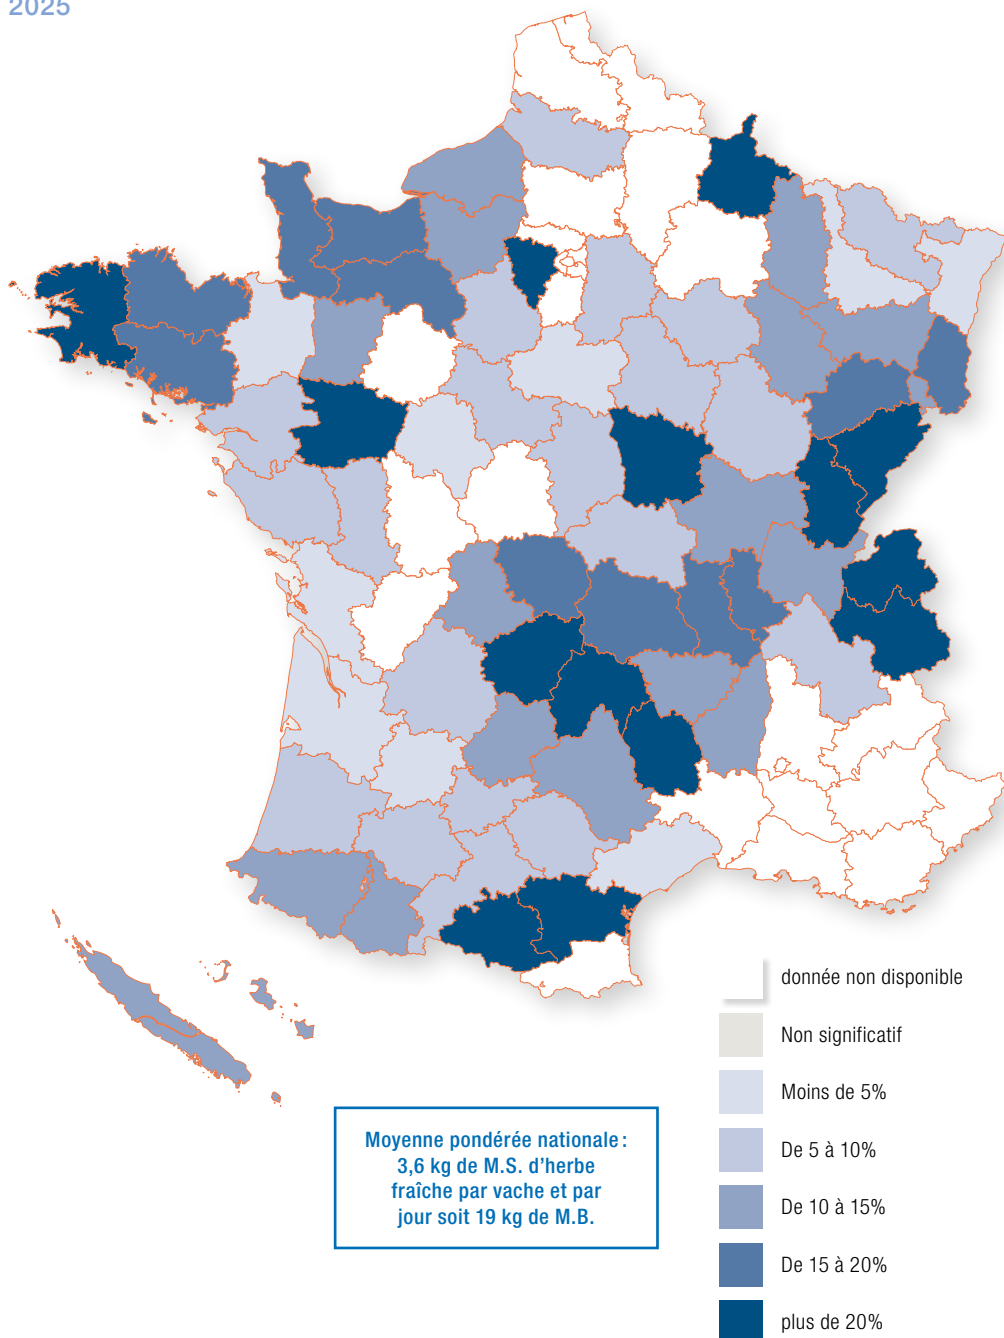 2025
donnée non disponible
Non significatif
Moins de 5%
De 5 à 10%
De 10 à 15%
De 15 à 20%
plus de 20%
Moyenne pondérée nationale :
3,6 kg de M.S. d’herbe
fraîche par vache et par
jour soit 19 kg de M.B.